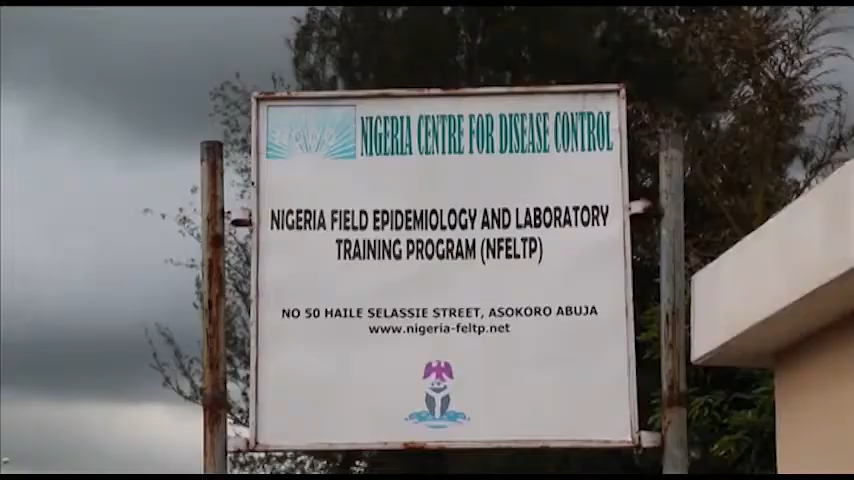 NIGERIA CENTRE FOR DISEASE CONTROL
NIGERIA FIELD EPIDEMIOLOGY AND LABORATORY
TRAINING PROGRAM (NFELTP)
NO 50 HAILE SELASSIE STREET, ASOKORO ABUJA
www.nigeria-feltp.net